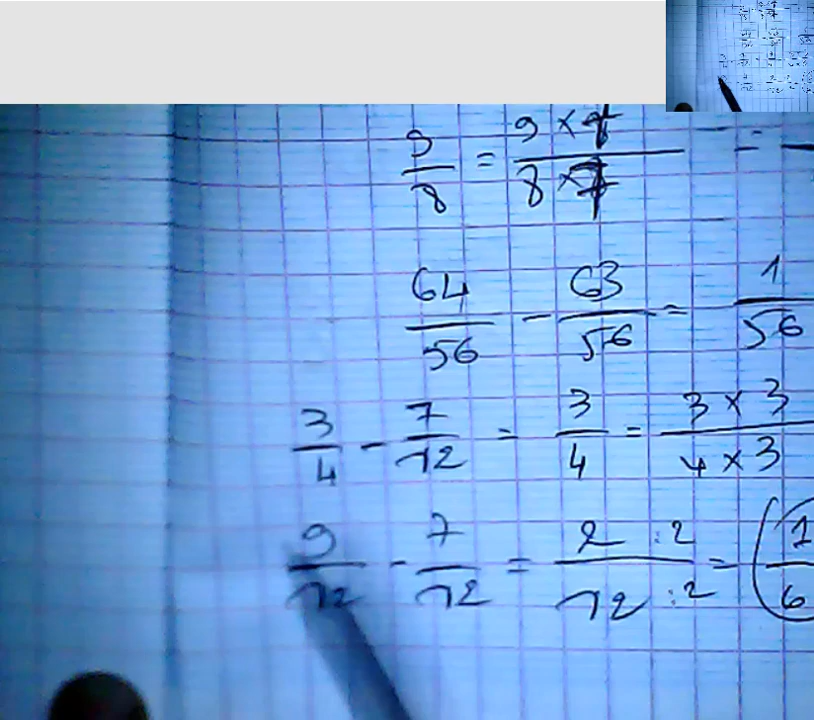 9/8 = 9 × 7 / 8 × 7 =
64/56 - 63/56 = 1/56
3/4 - 7/12 = 3/4 = 3 × 3 / 4 × 3
9/12 - 7/12 = 2 :2 / 12 :2 = (1/6